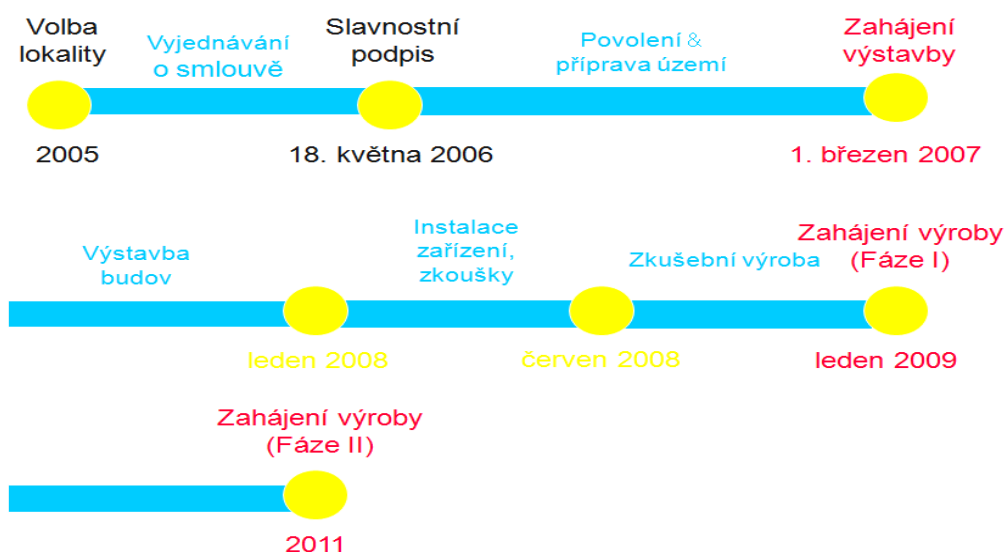 Volba
lokality
Vyjednávání
o smlouvě
Slavnostní
podpis
Povolení &
příprava území
Zahájení
výstavby
2005
18. května 2006
1. březen 2007
Výstavba
budov
Instalace
zařízení,
zkoušky
Zkušební výroba
Zahájení výroby
(Fáze I)
leden 2008
červen 2008
leden 2009
Zahájení výroby
(Fáze II)
2011